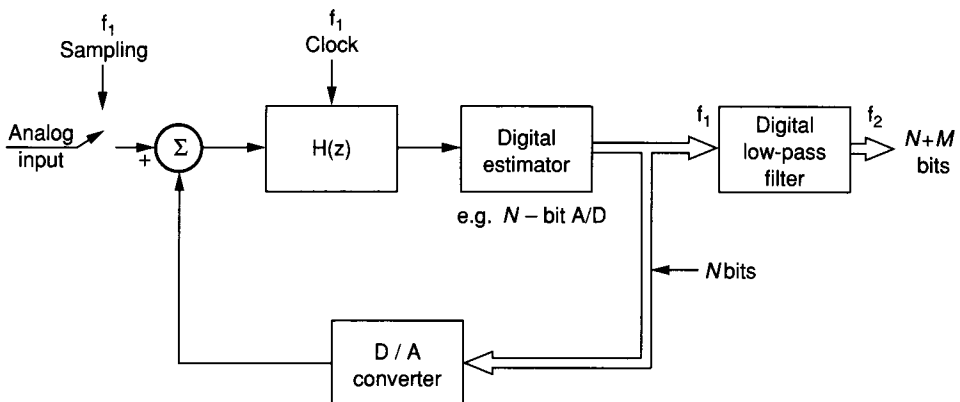 f₁
Sampling
f₁
Clock
Analog
input
+
Σ
H(z)
Digital
estimator
e.g. N – bit A/D
f₁
Digital
low-pass
filter
f₂
N+M
bits
N bits
D / A
converter